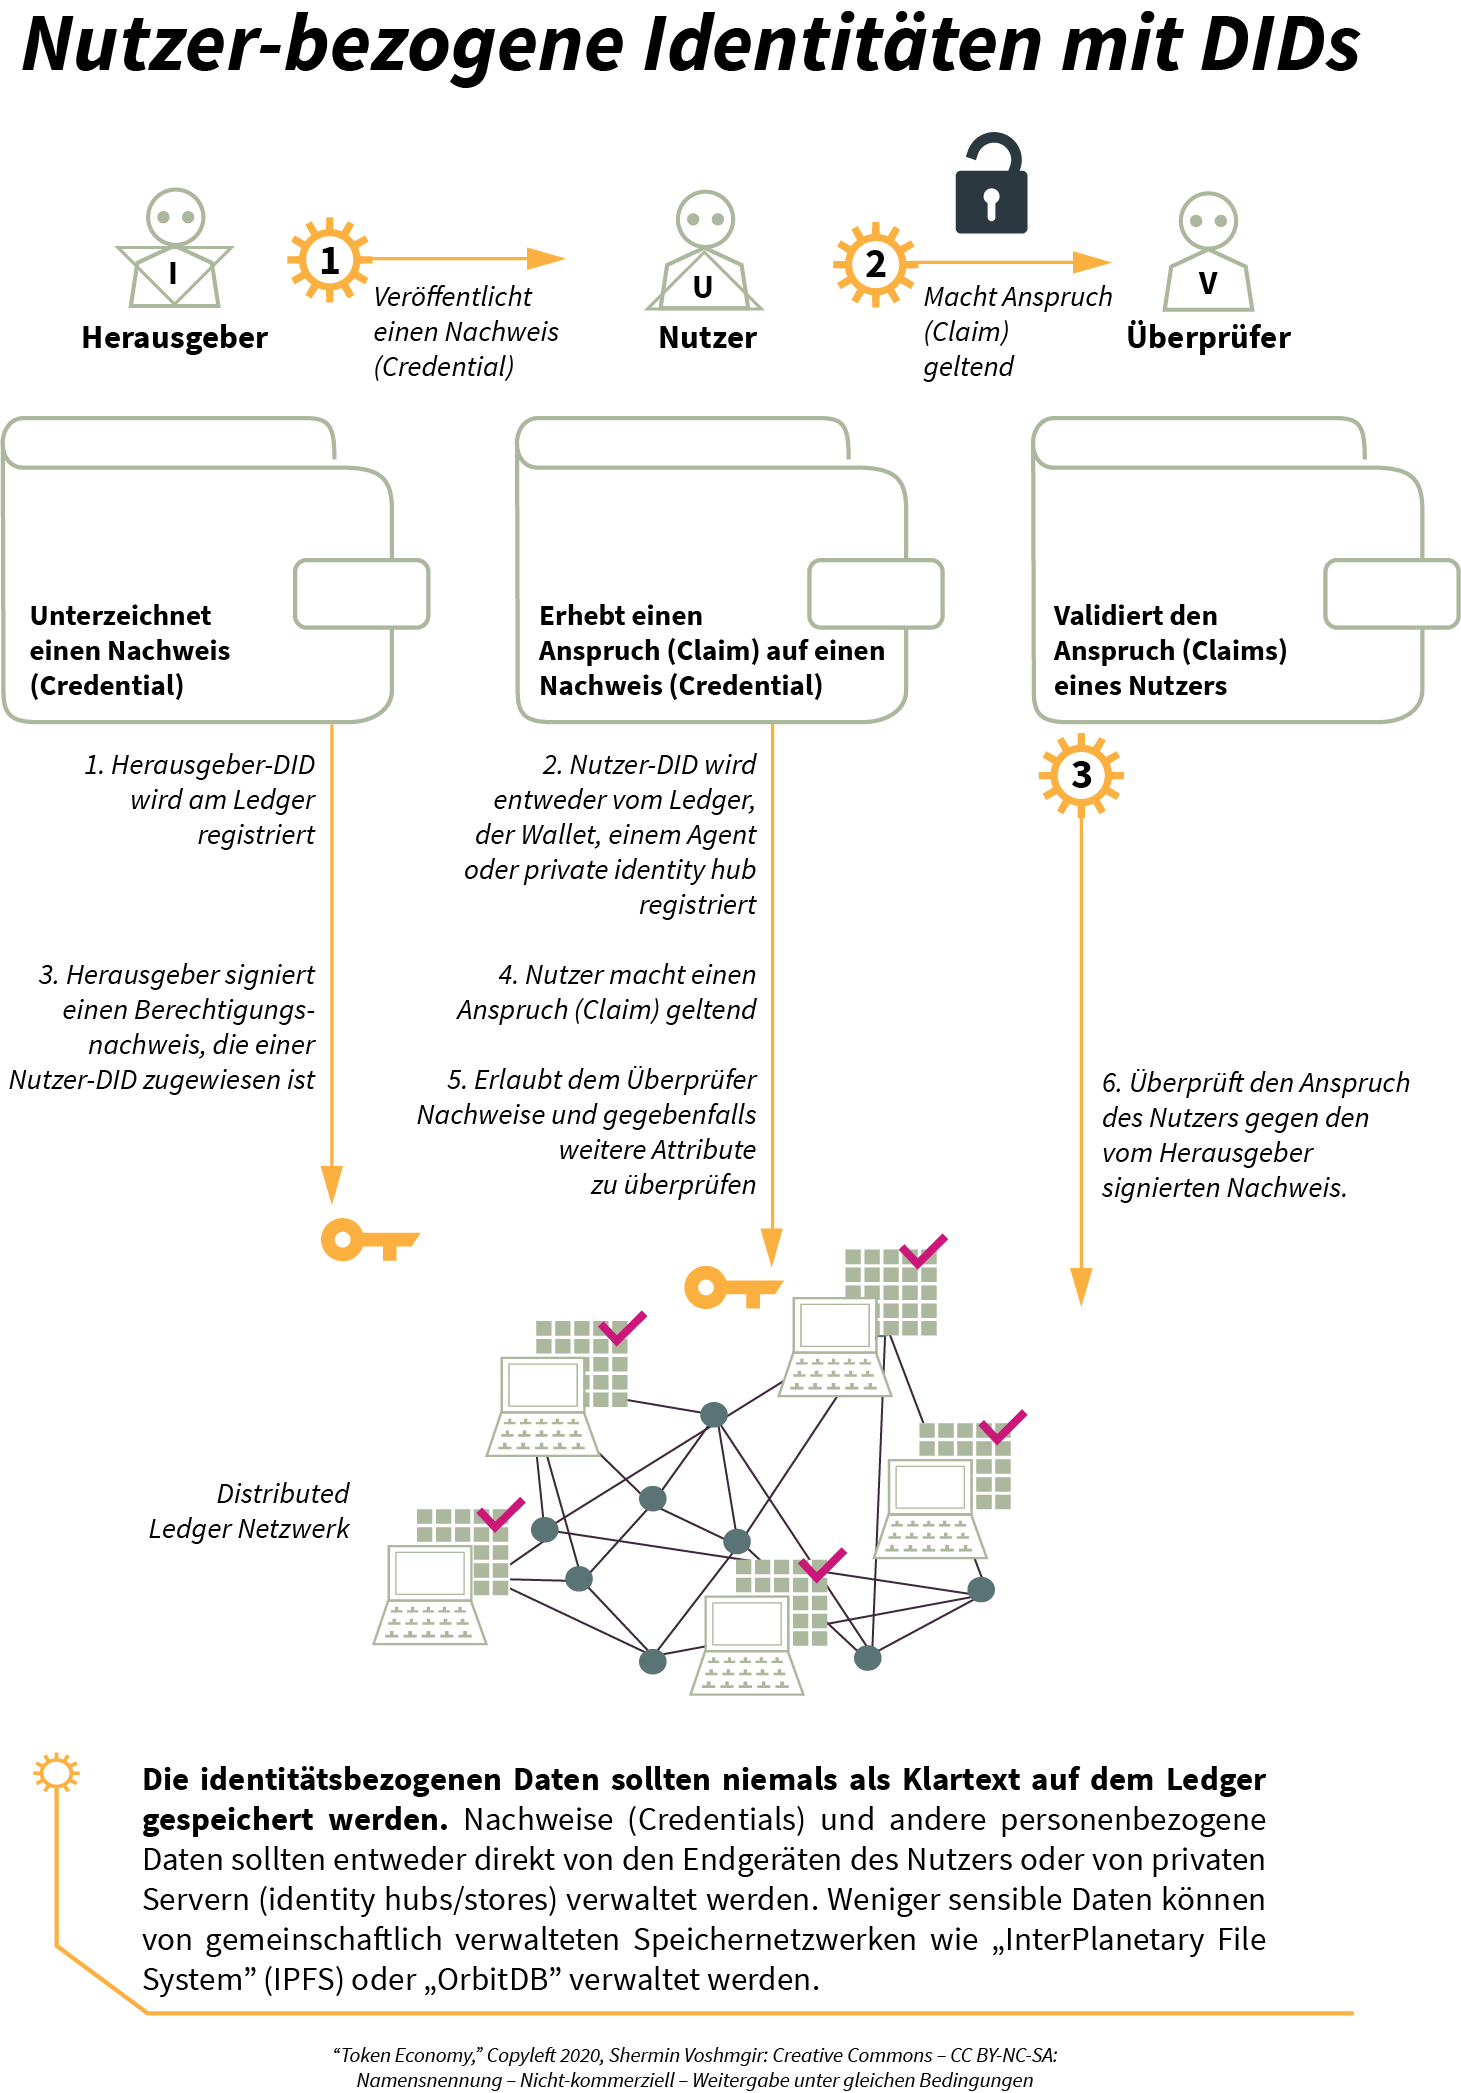 Nutzer-bezogene Identitäten mit DIDs
I
Herausgeber
1
Veröffentlicht
einen Nachweis
(Credential)
U
Nutzer
2
Macht Anspruch
(Claim)
geltend
V
Überprüfer
Unterzeichnet
einen Nachweis
(Credential)
Erhebt einen
Anspruch (Claim) auf einen
Nachweis (Credential)
Validiert den
Anspruch (Claims)
eines Nutzers
1. Herausgeber-DID
wird am Ledger
registriert
3. Herausgeber signiert
einen Berechtigungs-
nachweis, die einer
Nutzer-DID zugewiesen ist
2. Nutzer-DID wird
entweder vom Ledger,
der Wallet, einem Agent
oder private identity hub
registriert
4. Nutzer macht einen
Anspruch (Claim) geltend
5. Erlaubt dem Überprüfer
Nachweise und gegebenfalls
weitere Attribute
zu überprüfen
3
6. Überprüft den Anspruch
des Nutzers gegen den
vom Herausgeber
signierten Nachweis.
Distributed
Ledger Netzwerk
Die identitätsbezogenen Daten sollten niemals als Klartext auf dem Ledger
gespeichert werden. Nachweise (Credentials) und andere personenbezogene
Daten sollten entweder direkt von den Endgeräten des Nutzers oder von privaten
Servern (identity hubs/stores) verwaltet werden. Weniger sensible Daten können
von gemeinschaftlich verwalteten Speichernetzwerken wie „InterPlanetary File
System” (IPFS) oder „OrbitDB” verwaltet werden.
“Token Economy,” Copyleft 2020, Shermin Voshmgir: Creative Commons – CC BY-NC-SA:
Namensnennung – Nicht-kommerziell – Weitergabe unter gleichen Bedingungen